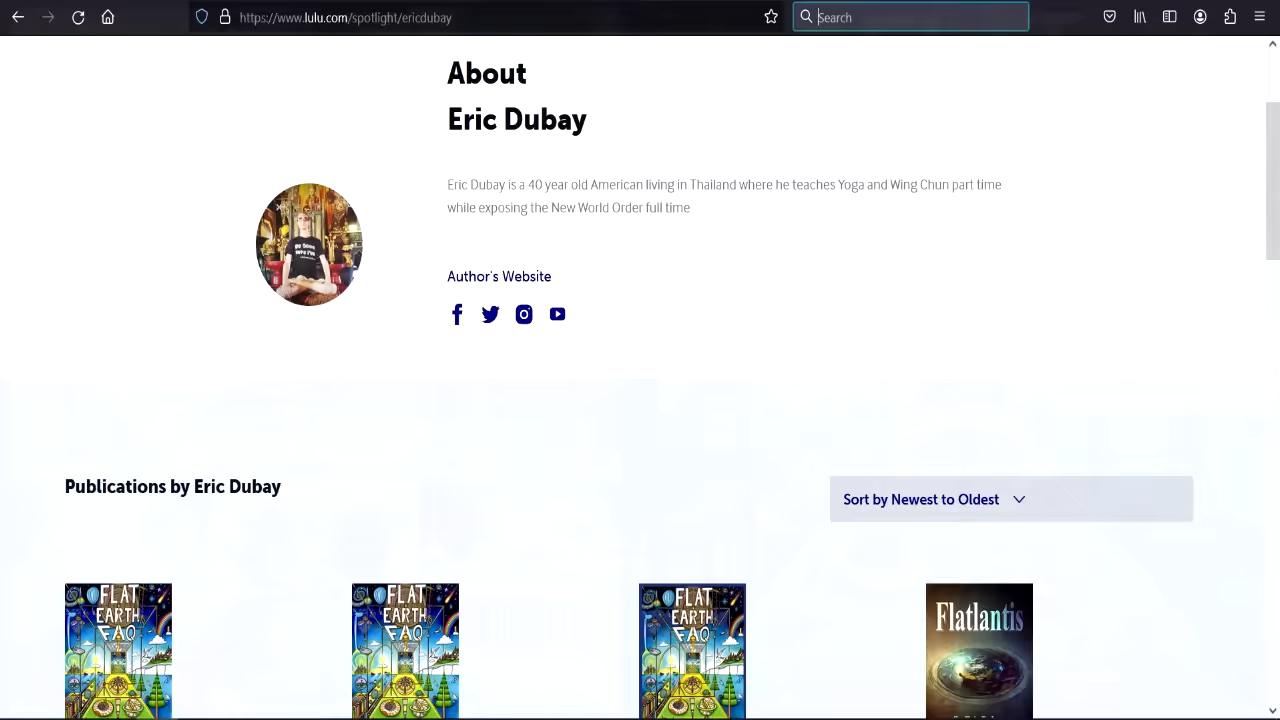 https://www.lulu.com/spotlight/ericdubay
Search
About
Eric Dubay
Eric Dubay is a 40 year old American living in Thailand where he teaches Yoga and Wing Chun part time
while exposing the New World Order full time
Author's Website
Publications by Eric Dubay
Sort by Newest to Oldest
FLAT
EARTH
FAQ
FLAT
EARTH
FAQ
FLAT
EARTH
FAQ
Flatlantis